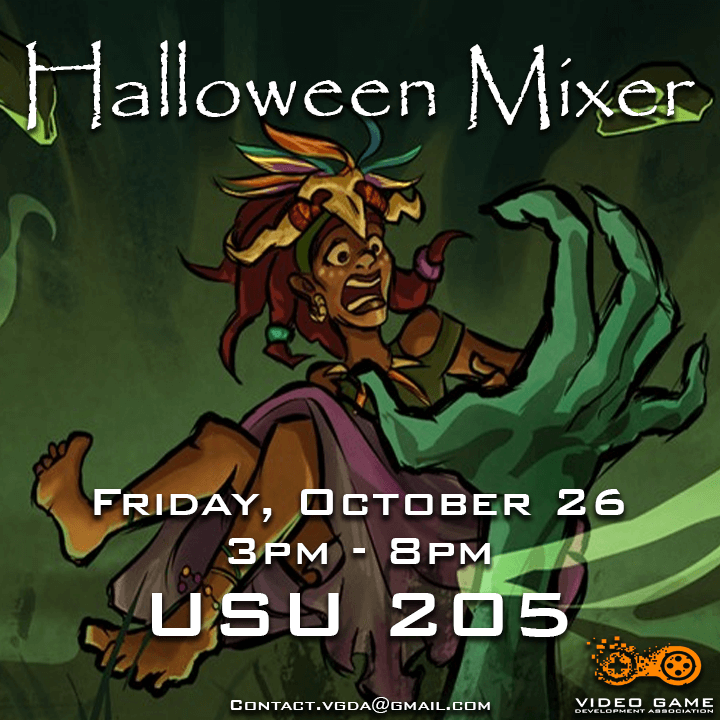 Halloween Mixer
Friday, October 26
3pm - 8pm
USU 205
Contact.vgda@gmail.com
VIDEO GAME
DEVELOPMENT ASSOCIATION